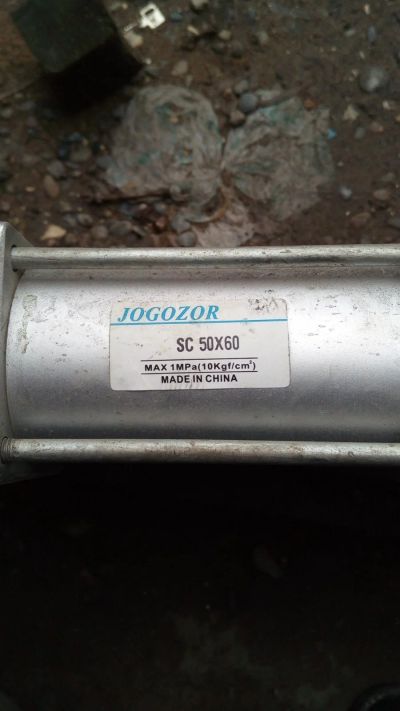 JOGOZOR
SC 50X60
MAX 1MPa(10Kgf/cm²)
MADE IN CHINA